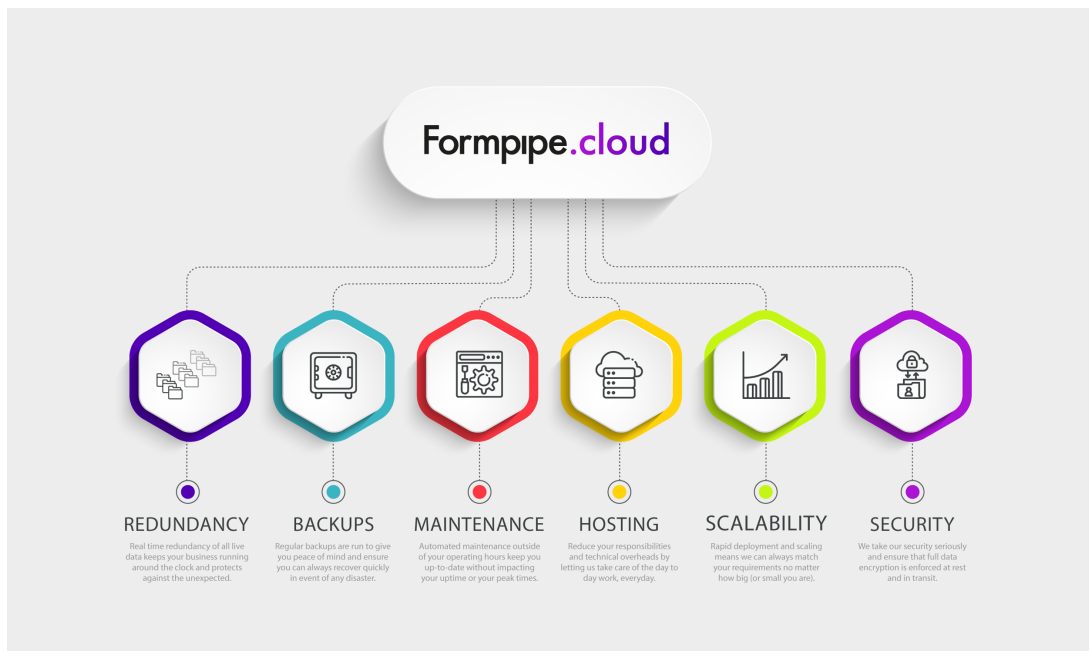 Formpipe.cloud
REDUNDANCY
Real time redundancy of all live
data keeps your business running
around the clock and protects
against the unexpected.
BACKUPS
Regular backups are run to give
you peace of mind and ensure
you can always recover quickly
in event of any disaster.
MAINTENANCE
Automated maintenance outside
of your operating hours keep you
up-to-date without impacting
your uptime or your peak times.
HOSTING
Reduce your responsibilities
and technical overheads by
letting us take care of the day to
day work, everyday.
SCALABILITY
Rapid deployment and scaling
means we can always match
your requirements no matter
how big (or small you are).
SECURITY
We take our security seriously
and ensure that full data
encryption is enforced at rest
and in transit.